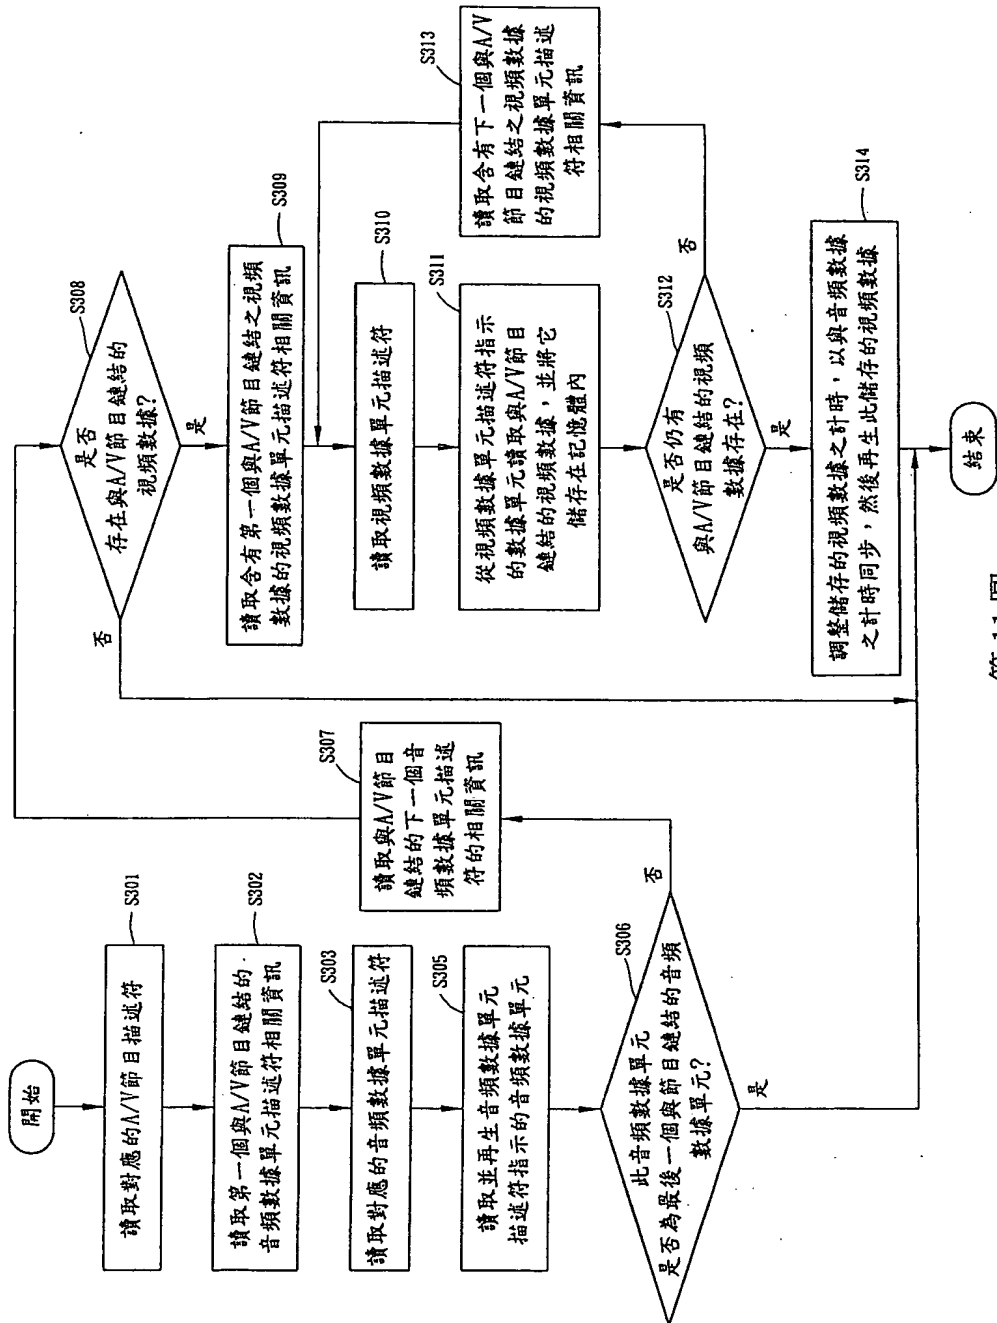 開始
讀取對應的A/V節目描述符
S301
讀取第一個與A/V節目鏈結的
音頻數據單元描述符相關資訊
S302
讀取對應的音頻數據單元描述符
S303
讀取並再生音頻數據單元
描述符指示的音頻數據單元
S305
此音頻數據單元
是否為最後一個與節目鏈結的音頻
數據單元?
S306
否
是
讀取與A/V節目
鏈結的下一個音
頻數據單元描述
符的相關資訊
S307
是否
存在與A/V節目鏈結的
視頻數據?
S308
否
是
讀取含有第一個與A/V節目鏈結之視頻
數據的視頻數據單元描述符相關資訊
S309
讀取視頻數據單元描述符
S310
從視頻數據單元描述符指示
的數據單元讀取與A/V節目
鏈結的視頻數據,並將它
儲存在記憶體內
S311
是否仍有
與A/V節目鏈結的視頻
數據存在?
S312
否
是
讀取含有下一個與A/V
節目鏈結之視頻數據
的視頻數據單元描述
符相關資訊
S313
調整儲存的視頻數據之計時,以與音頻數據
之計時同步,然後再生此儲存的視頻數據
S314
結束
第11圖